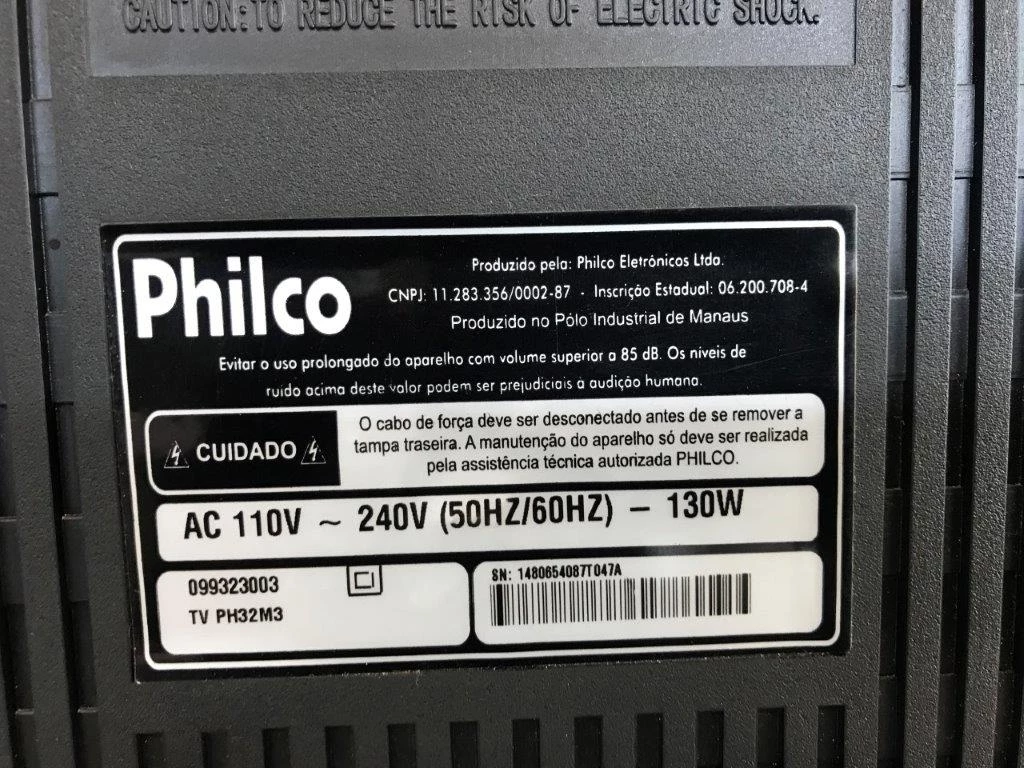 CAUTION: TO REDUCE THE RISK OF ELECTRIC SHOCK.
Philco
Produzido pela: Philco Eletrônicos Ltda.
CNPJ: 11.283.356/0002-87 - Inscrição Estadual: 06.200.708-4
Produzido no Pólo Industrial de Manaus
Evitar o uso prolongado do aparelho com volume superior a 85 dB. Os níveis de
ruído acima deste valor podem ser prejudiciais à audição humana.
CUIDADO
O cabo de força deve ser desconectado antes de se remover a
tampa traseira. A manutenção do aparelho só deve ser realizada
pela assistência técnica autorizada PHILCO.
AC 110V ~ 240V (50HZ/60HZ) – 130W
099323003
TV PH32M3
SN: 1480654087T047A